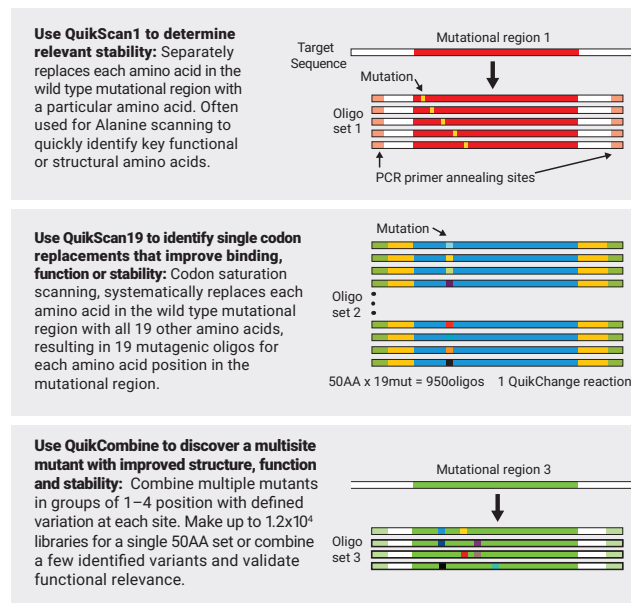 Use QuikScan1 to determine
relevant stability: Separately
replaces each amino acid in the
wild type mutational region with
a particular amino acid. Often
used for Alanine scanning to
quickly identify key functional
or structural amino acids.
Target
Sequence
Mutational region 1
Mutation
Oligo
set 1
PCR primer annealing sites
Use QuikScan19 to identify single codon
replacements that improve binding,
function or stability: Codon saturation
scanning, systematically replaces each
amino acid in the wild type mutational
region with all 19 other amino acids,
resulting in 19 mutagenic oligos for
each amino acid position in the
mutational region.
Mutation
Oligo
set 2
50AA x 19mut = 950oligos 1 QuikChange reaction
Use QuikCombine to discover a multisite
mutant with improved structure, function
and stability: Combine multiple mutants
in groups of 1–4 position with defined
variation at each site. Make up to 1.2x10⁴
libraries for a single 50AA set or combine
a few identified variants and validate
functional relevance.
Mutational region 3
Oligo
set 3